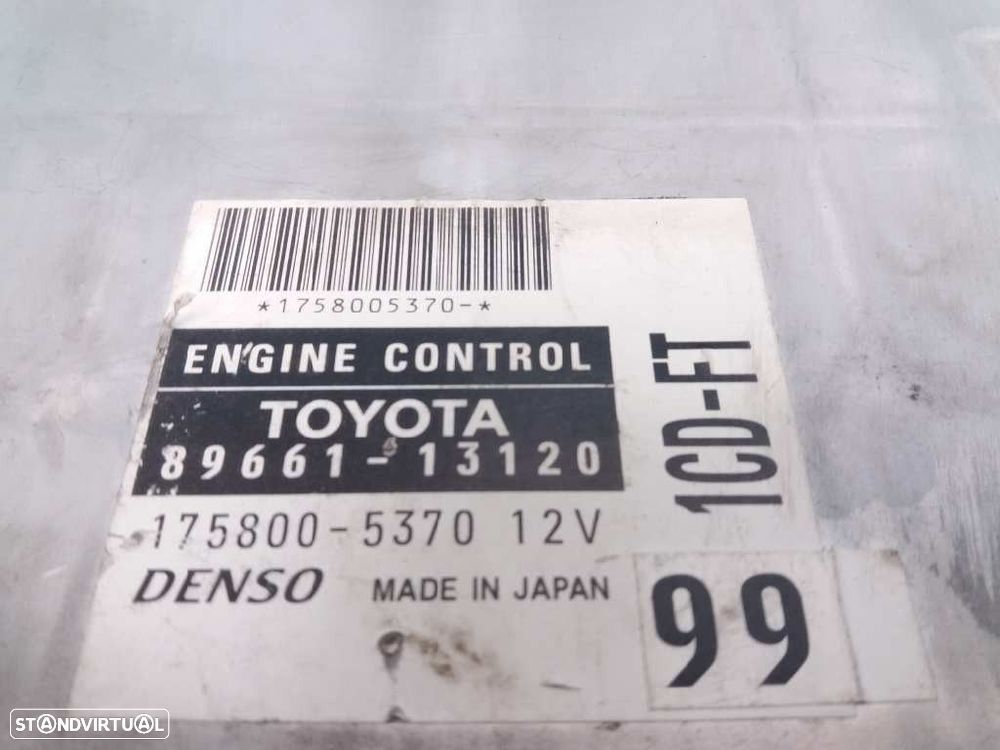 *1758005370-*
ENGINE CONTROL
TOYOTA
89661-13120
1CD-FT
175800-5370 12V
DENSO MADE IN JAPAN
99
STANDVIRTUAL